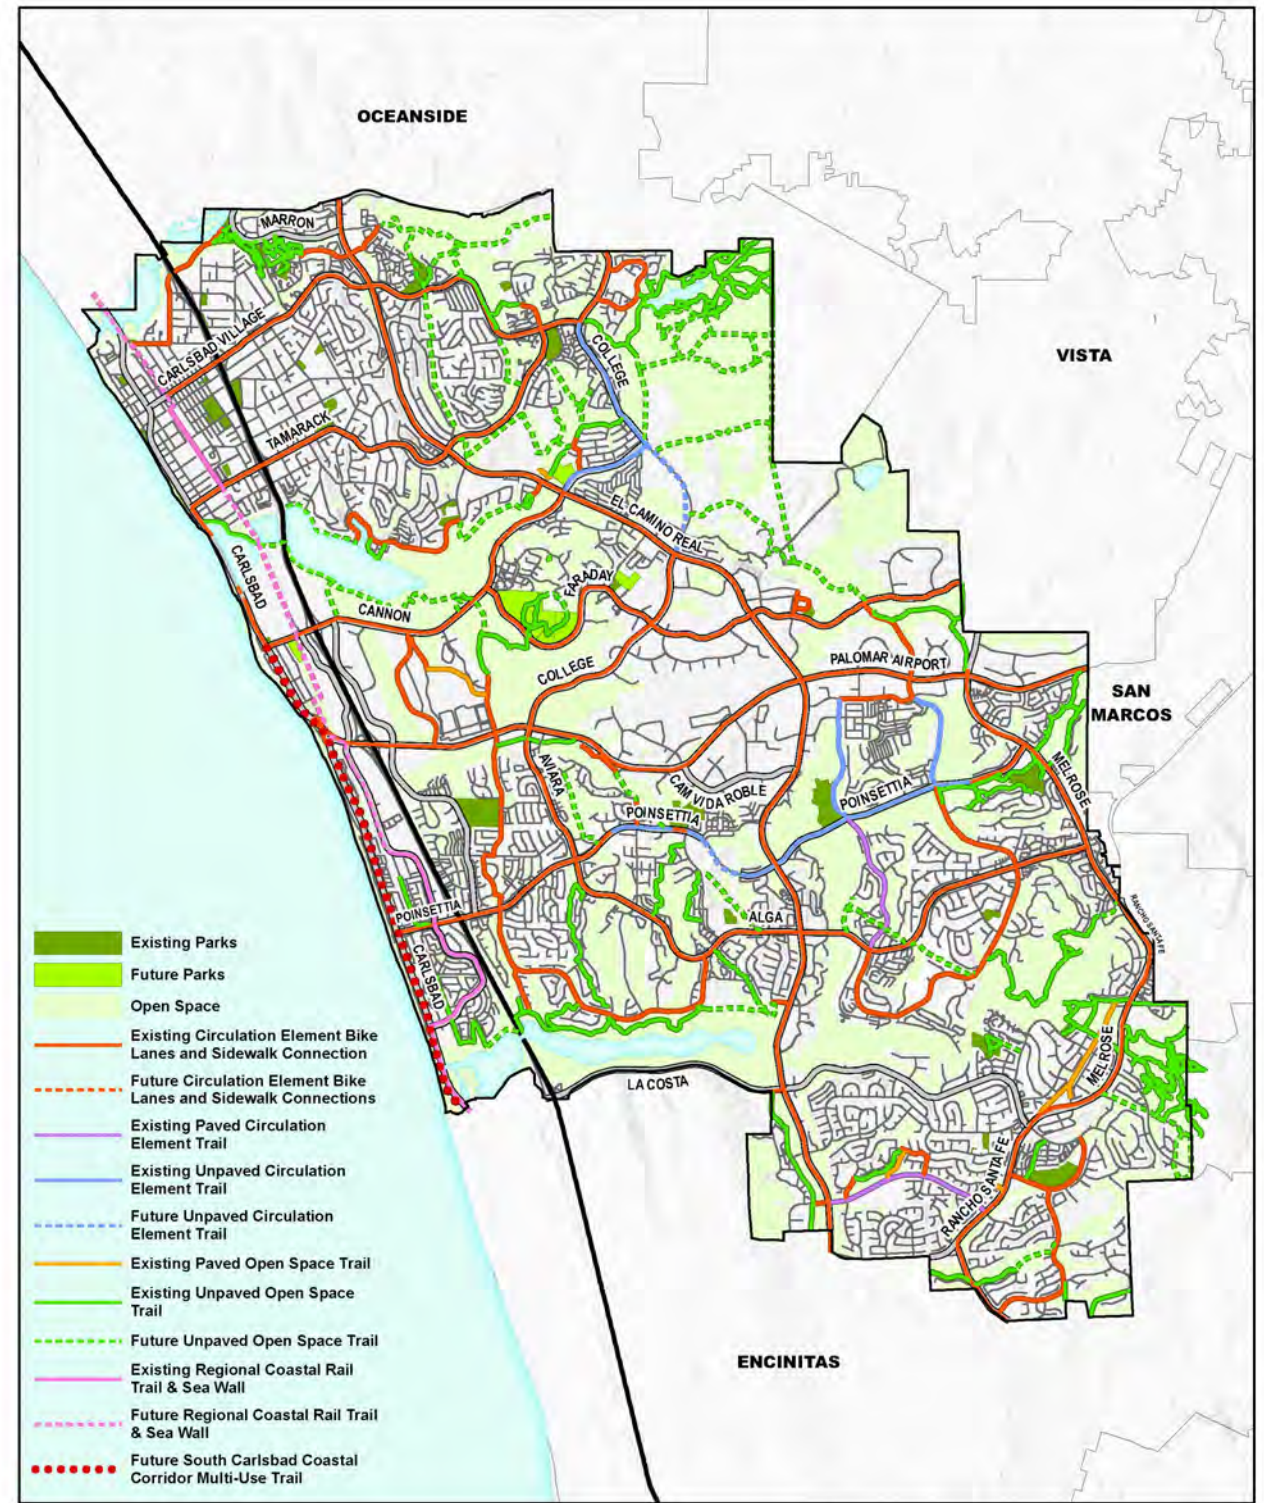 OCEANSIDE
MARRON
VISTA
CARLSBAD VILLAGE
COLLEGE
TAMARACK
EL CAMINO REAL
CARLSBAD
FARADAY
CANNON
COLLEGE
PALOMAR AIRPORT
SAN
MARCOS
AVIARA
CAM VIDA ROBLE
MELROSE
POINSETTIA
POINSETTIA
POINSETTIA
ALGA
RANCHO SANTA FE
CARLSBAD
MELROSE
LA COSTA
RANCHO SANTA FE
ENCINITAS
Existing Parks
Future Parks
Open Space
Existing Circulation Element Bike
Lanes and Sidewalk Connection
Future Circulation Element Bike
Lanes and Sidewalk Connections
Existing Paved Circulation
Element Trail
Existing Unpaved Circulation
Element Trail
Future Unpaved Circulation
Element Trail
Existing Paved Open Space Trail
Existing Unpaved Open Space
Trail
Future Unpaved Open Space Trail
Existing Regional Coastal Rail
Trail & Sea Wall
Future Regional Coastal Rail Trail
& Sea Wall
Future South Carlsbad Coastal
Corridor Multi-Use Trail